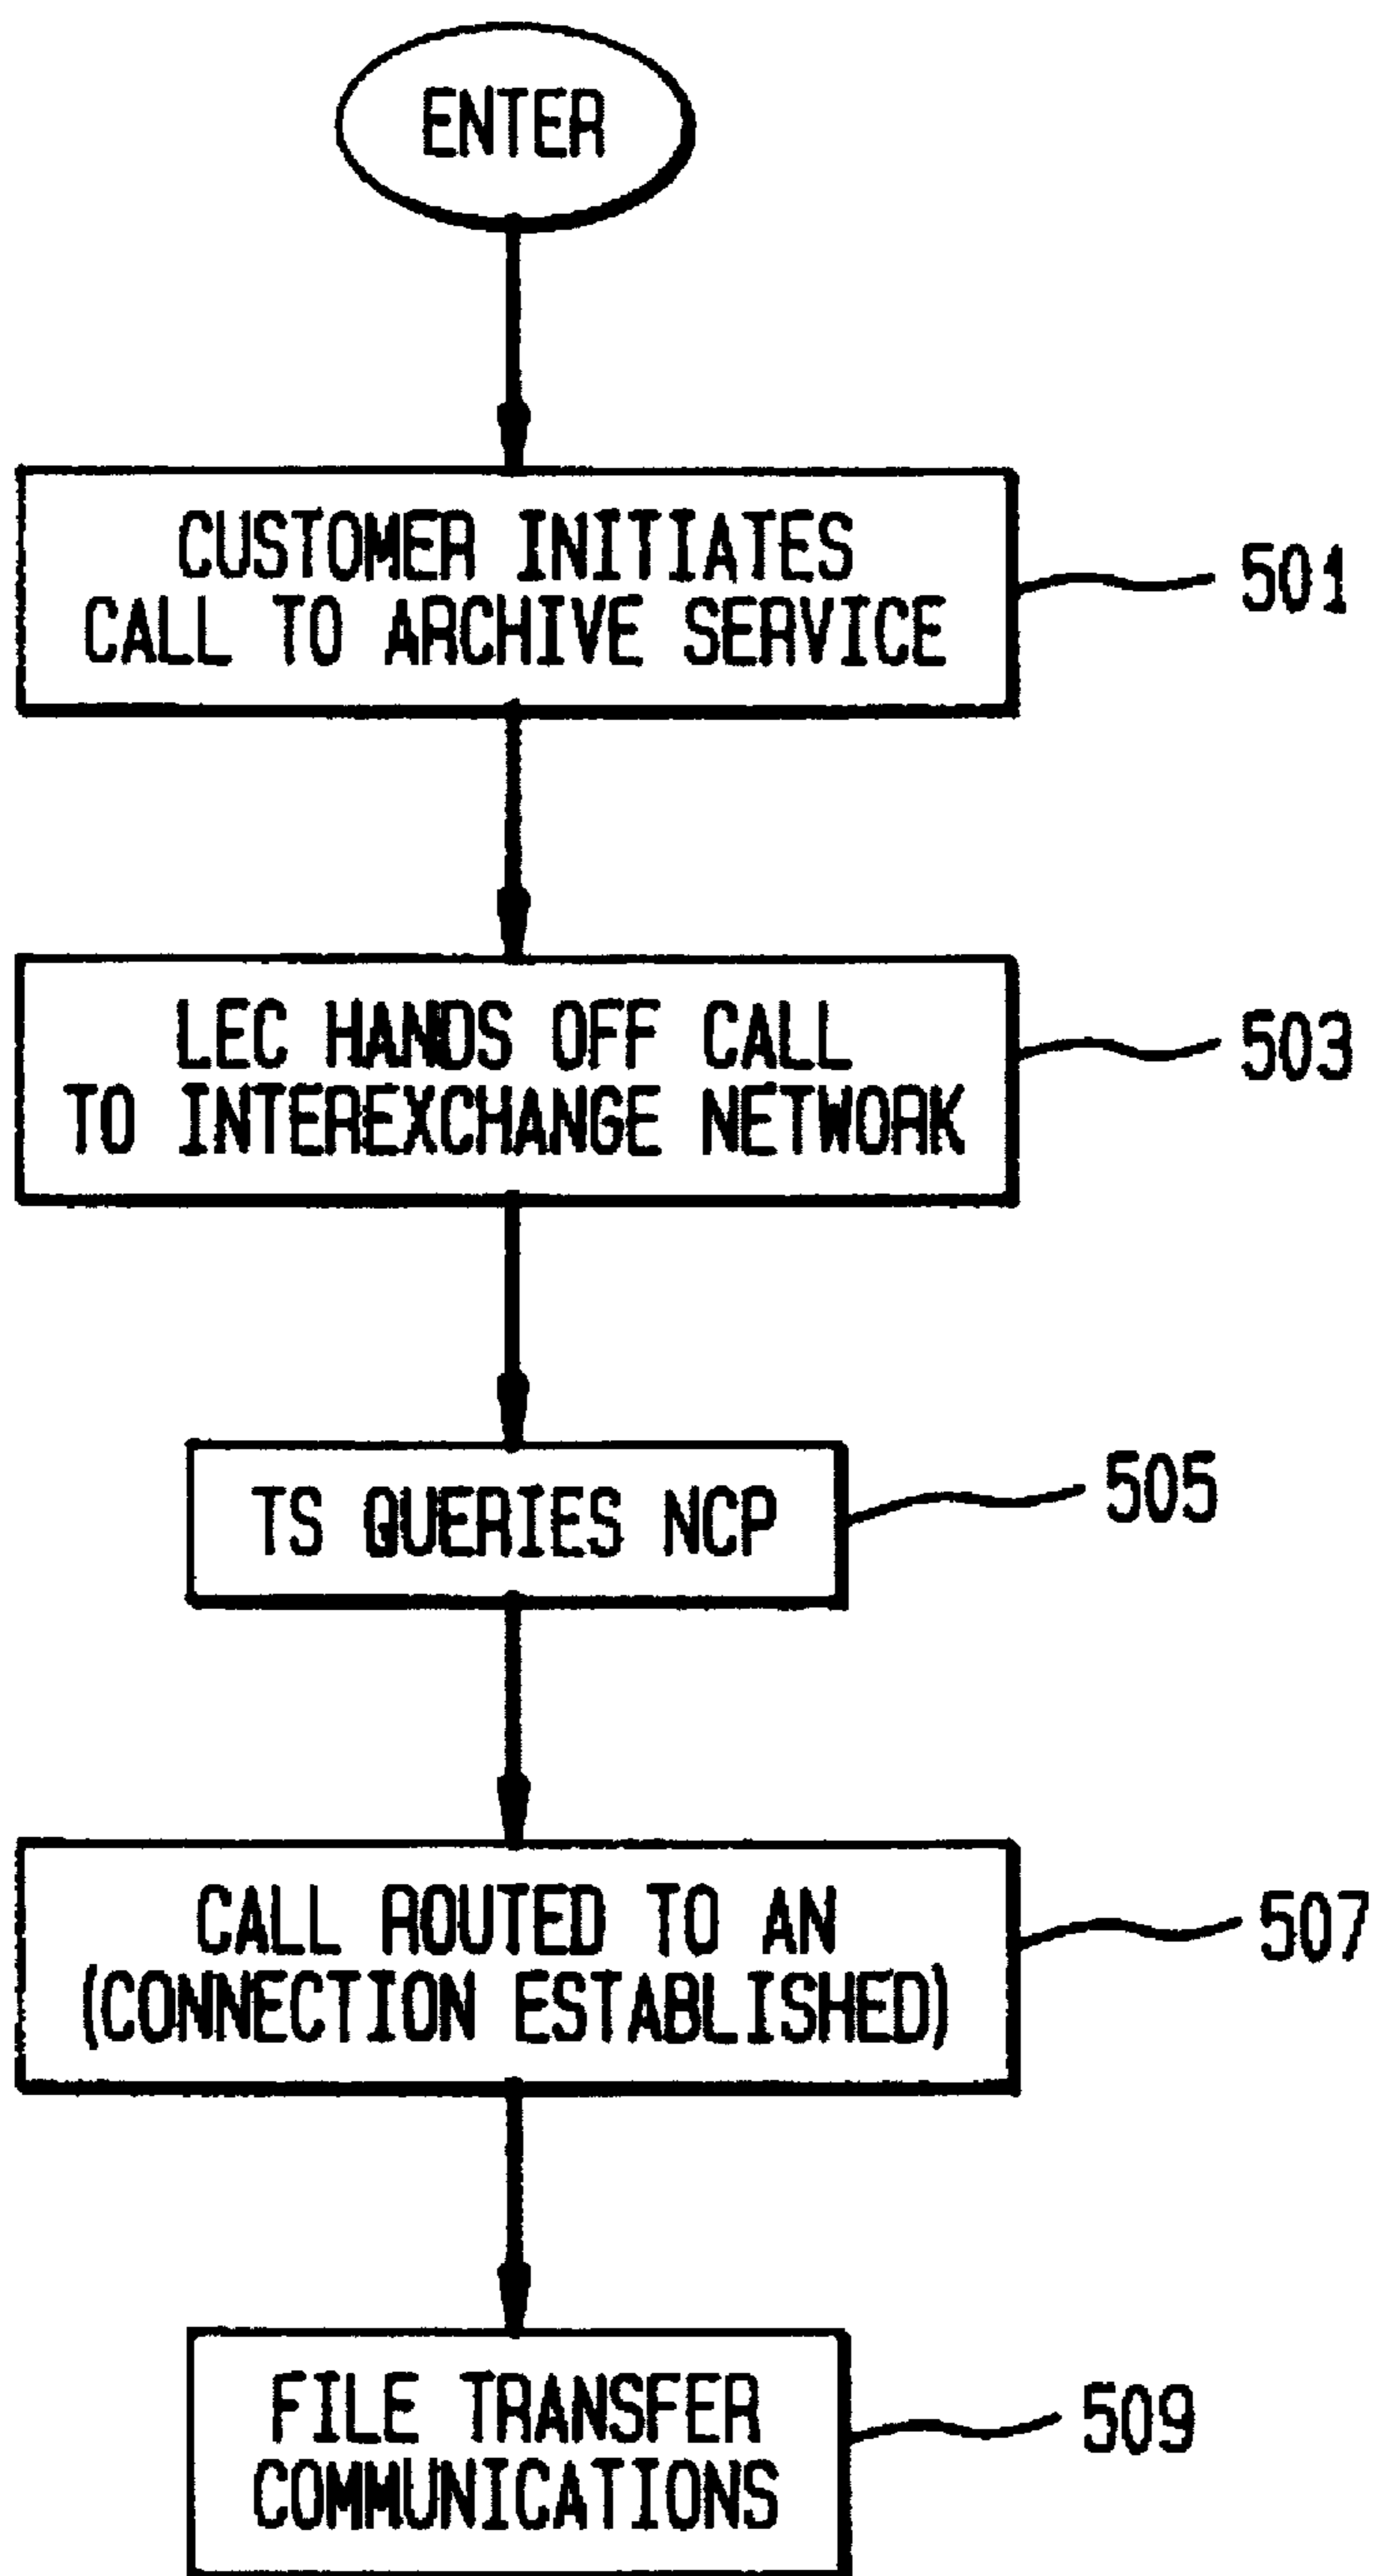 ENTER
CUSTOMER INITIATES
CALL TO ARCHIVE SERVICE
501
LEC HANDS OFF CALL
TO INTEREXCHANGE NETWORK
503
TS QUERIES NCP
505
CALL ROUTED TO AN
(CONNECTION ESTABLISHED)
507
FILE TRANSFER
COMMUNICATIONS
509